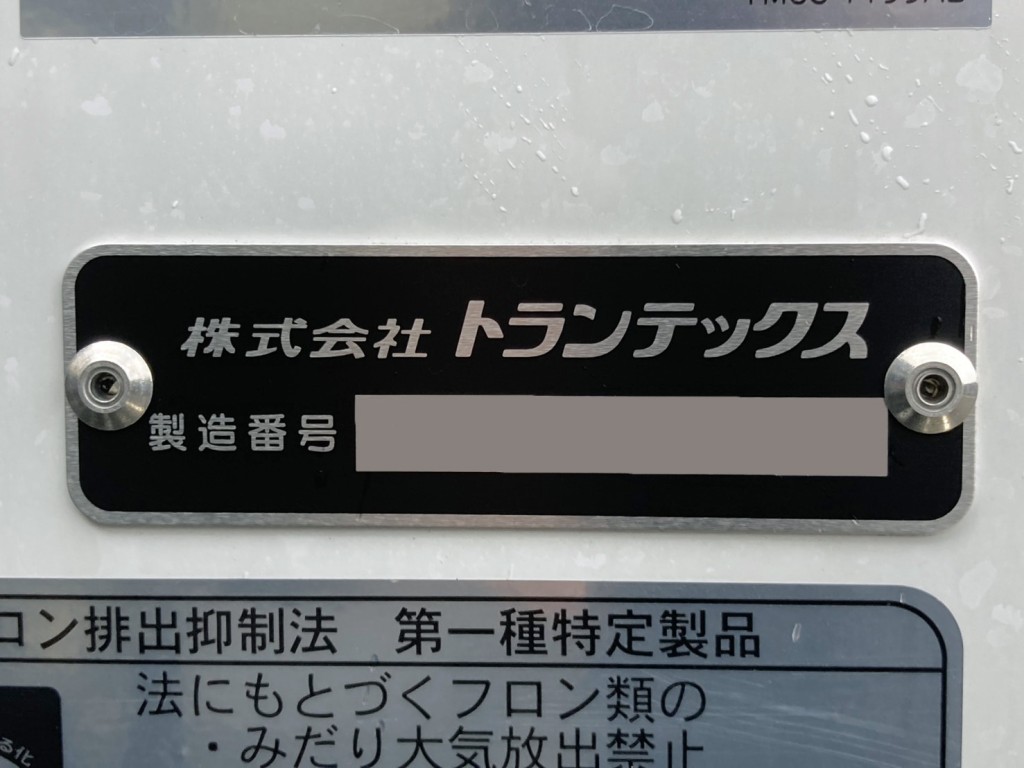 株式会社 トランテックス
製造番号
ロン排出抑制法 第一種特定製品
法にもとづくフロン類の
・みだり大気放出禁止
る化